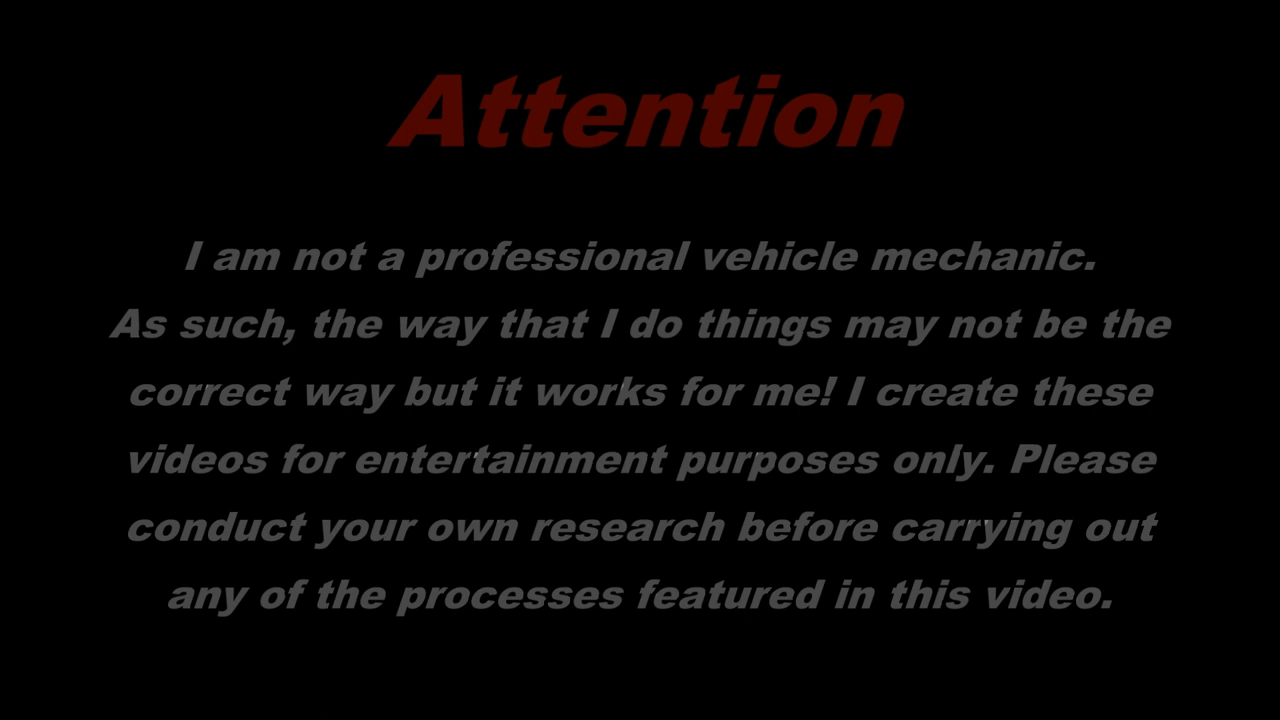 Attention
I am not a professional vehicle mechanic.
As such, the way that I do things may not be the
correct way but it works for me! I create these
videos for entertainment purposes only. Please
conduct your own research before carrying out
any of the processes featured in this video.